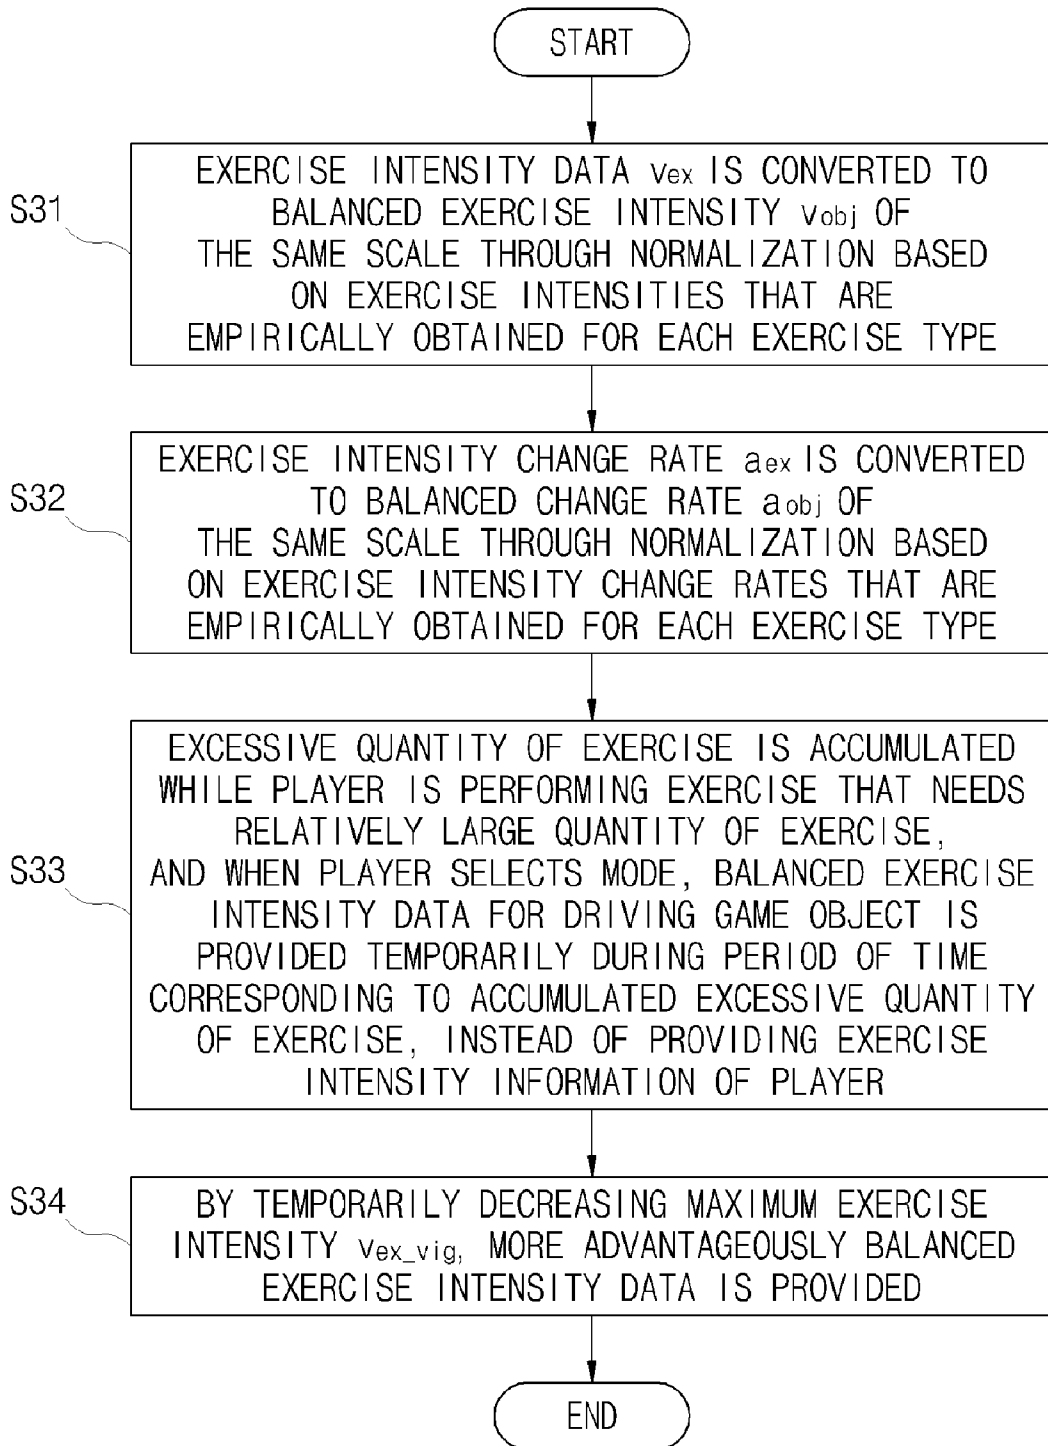 START
S31
EXERCISE INTENSITY DATA Vex IS CONVERTED TO
BALANCED EXERCISE INTENSITY Vobj OF
THE SAME SCALE THROUGH NORMALIZATION BASED
ON EXERCISE INTENSITIES THAT ARE
EMPIRICALLY OBTAINED FOR EACH EXERCISE TYPE
S32
EXERCISE INTENSITY CHANGE RATE aex IS CONVERTED
TO BALANCED CHANGE RATE aobj OF
THE SAME SCALE THROUGH NORMALIZATION BASED
ON EXERCISE INTENSITY CHANGE RATES THAT ARE
EMPIRICALLY OBTAINED FOR EACH EXERCISE TYPE
S33
EXCESSIVE QUANTITY OF EXERCISE IS ACCUMULATED
WHILE PLAYER IS PERFORMING EXERCISE THAT NEEDS
RELATIVELY LARGE QUANTITY OF EXERCISE,
AND WHEN PLAYER SELECTS MODE, BALANCED EXERCISE
INTENSITY DATA FOR DRIVING GAME OBJECT IS
PROVIDED TEMPORARILY DURING PERIOD OF TIME
CORRESPONDING TO ACCUMULATED EXCESSIVE QUANTITY
OF EXERCISE, INSTEAD OF PROVIDING EXERCISE
INTENSITY INFORMATION OF PLAYER
S34
BY TEMPORARILY DECREASING MAXIMUM EXERCISE
INTENSITY Vex_vig, MORE ADVANTAGEOUSLY BALANCED
EXERCISE INTENSITY DATA IS PROVIDED
END